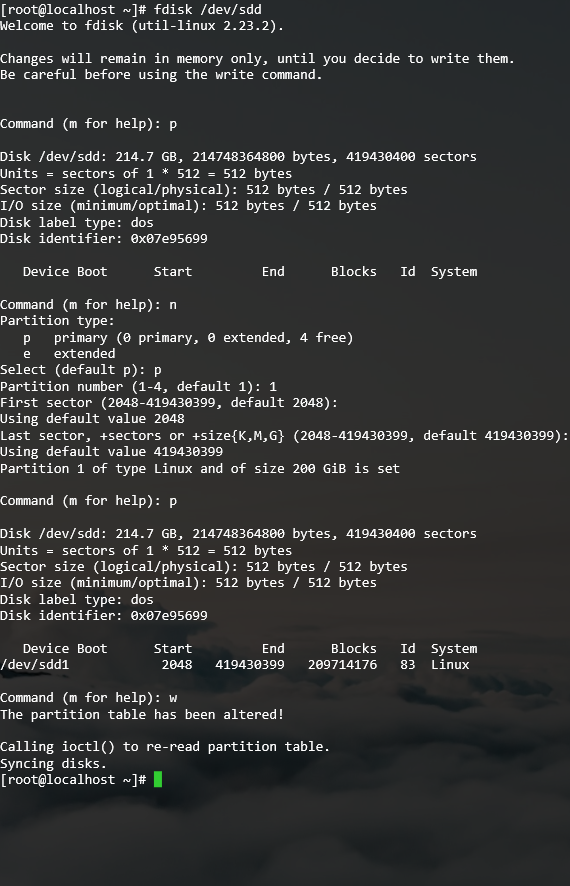 [root@localhost ~]# fdisk /dev/sdd
Welcome to fdisk (util-linux 2.23.2).

Changes will remain in memory only, until you decide to write them.
Be careful before using the write command.


Command (m for help): p

Disk /dev/sdd: 214.7 GB, 214748364800 bytes, 419430400 sectors
Units = sectors of 1 * 512 = 512 bytes
Sector size (logical/physical): 512 bytes / 512 bytes
I/O size (minimum/optimal): 512 bytes / 512 bytes
Disk label type: dos
Disk identifier: 0x07e95699

   Device Boot      Start         End      Blocks   Id  System

Command (m for help): n
Partition type:
   p   primary (0 primary, 0 extended, 4 free)
   e   extended
Select (default p): p
Partition number (1-4, default 1): 1
First sector (2048-419430399, default 2048):
Using default value 2048
Last sector, +sectors or +size{K,M,G} (2048-419430399, default 419430399):
Using default value 419430399
Partition 1 of type Linux and of size 200 GiB is set

Command (m for help): p

Disk /dev/sdd: 214.7 GB, 214748364800 bytes, 419430400 sectors
Units = sectors of 1 * 512 = 512 bytes
Sector size (logical/physical): 512 bytes / 512 bytes
I/O size (minimum/optimal): 512 bytes / 512 bytes
Disk label type: dos
Disk identifier: 0x07e95699

   Device Boot      Start         End      Blocks   Id  System
/dev/sdd1            2048   419430399   209714176   83  Linux

Command (m for help): w
The partition table has been altered!

Calling ioctl() to re-read partition table.
Syncing disks.
[root@localhost ~]#